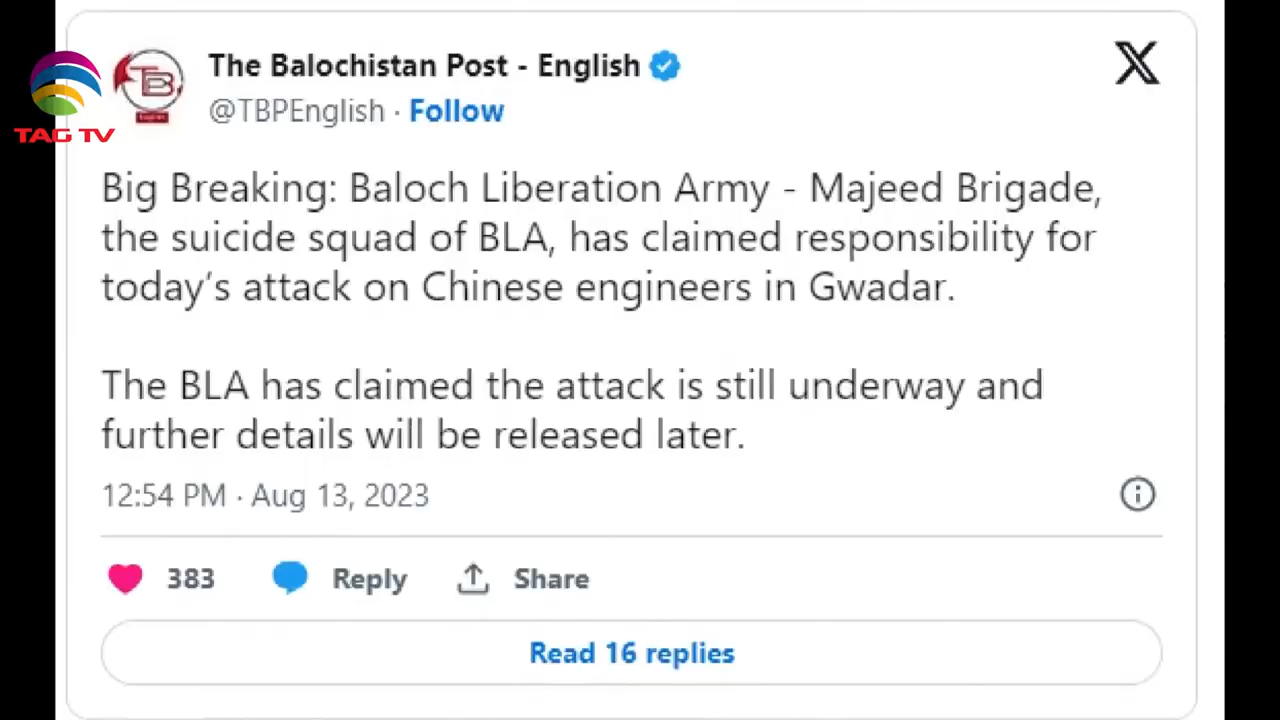 TAG TV
TB
The Balochistan Post - English
@TBPEnglish · Follow
Big Breaking: Baloch Liberation Army - Majeed Brigade,
the suicide squad of BLA, has claimed responsibility for
today’s attack on Chinese engineers in Gwadar.
The BLA has claimed the attack is still underway and
further details will be released later.
12:54 PM · Aug 13, 2023
383 Reply Share
Read 16 replies